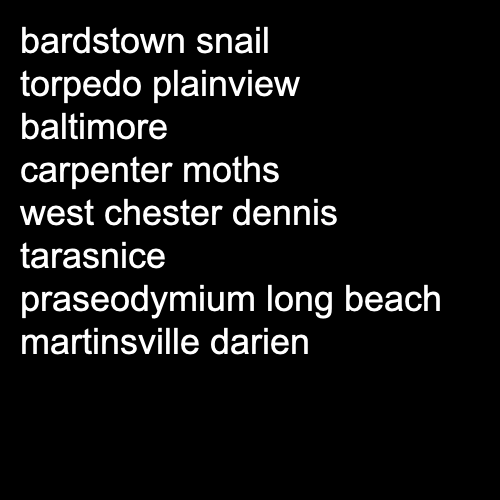 bardstown snail
torpedo plainview
baltimore
carpenter moths
west chester dennis
tarasnice
praseodymium long beach
martinsville darien